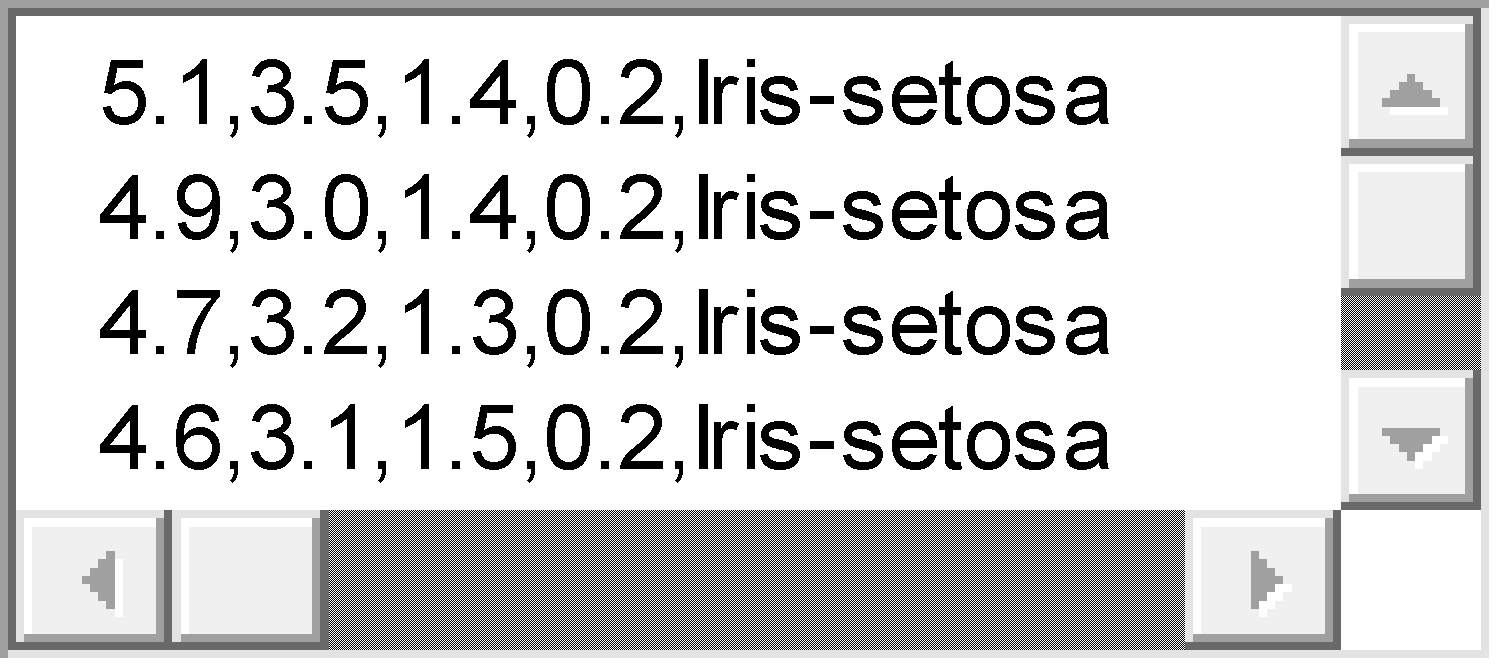 5.1,3.5,1.4,0.2,Iris-setosa
4.9,3.0,1.4,0.2,Iris-setosa
4.7,3.2,1.3,0.2,Iris-setosa
4.6,3.1,1.5,0.2,Iris-setosa